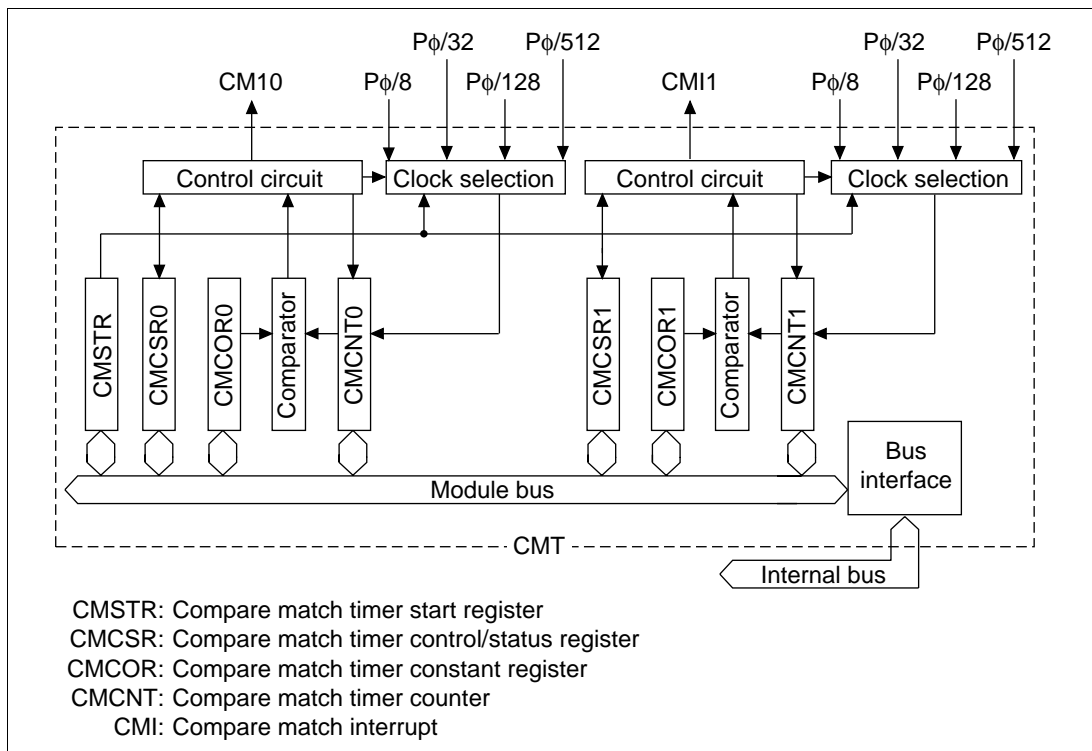 Pφ/32 Pφ/512 Pφ/32 Pφ/512
CM10 Pφ/8 Pφ/128 CMI1 Pφ/8 Pφ/128
Control circuit Clock selection Control circuit Clock selection
CMSTR CMCSR0 CMCOR0 Comparator CMCNT0 CMCSR1 CMCOR1 Comparator CMCNT1
Bus
interface
Module bus
CMT
Internal bus
CMSTR: Compare match timer start register
CMCSR: Compare match timer control/status register
CMCOR: Compare match timer constant register
CMCNT: Compare match timer counter
CMI: Compare match interrupt